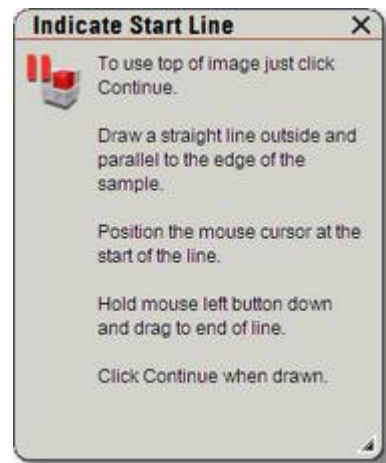 Indicate Start Line
To use top of image just click
Continue.
Draw a straight line outside and
parallel to the edge of the
sample.
Position the mouse cursor at the
start of the line.
Hold mouse left button down
and drag to end of line.
Click Continue when drawn.